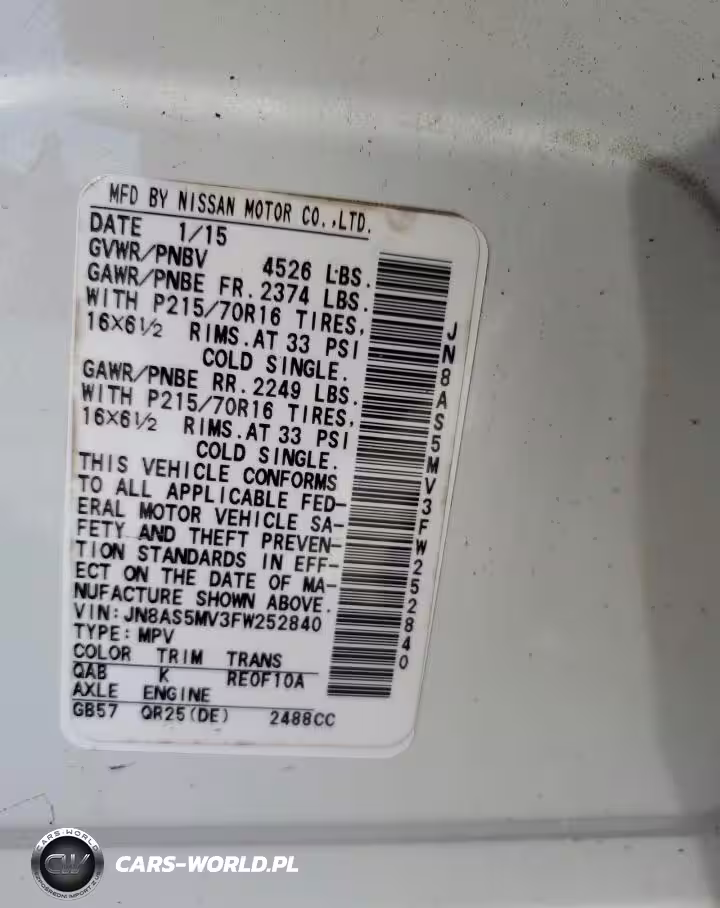 MFD BY NISSAN MOTOR CO.,LTD.
DATE 1/15
GVWR/PNBV 4526 LBS.
GAWR/PNBE FR. 2374 LBS.
WITH P215/70R16 TIRES,
16X6½ RIMS.AT 33 PSI
COLD SINGLE.
GAWR/PNBE RR. 2249 LBS.
WITH P215/70R16 TIRES,
16X6½ RIMS.AT 33 PSI
COLD SINGLE.
THIS VEHICLE CONFORMS
TO ALL APPLICABLE FED-
ERAL MOTOR VEHICLE SA-
FETY AND THEFT PREVEN-
TION STANDARDS IN EFF-
ECT ON THE DATE OF MA-
NUFACTURE SHOWN ABOVE.
VIN:JN8AS5MV3FW252840
TYPE:MPV
COLOR TRIM TRANS
QAB K RE0F10A
AXLE ENGINE
GB57 QR25(DE) 2488CC
JN8AS5MV3FW252840
CARS-WORLD
CW
CARS-WORLD.PL